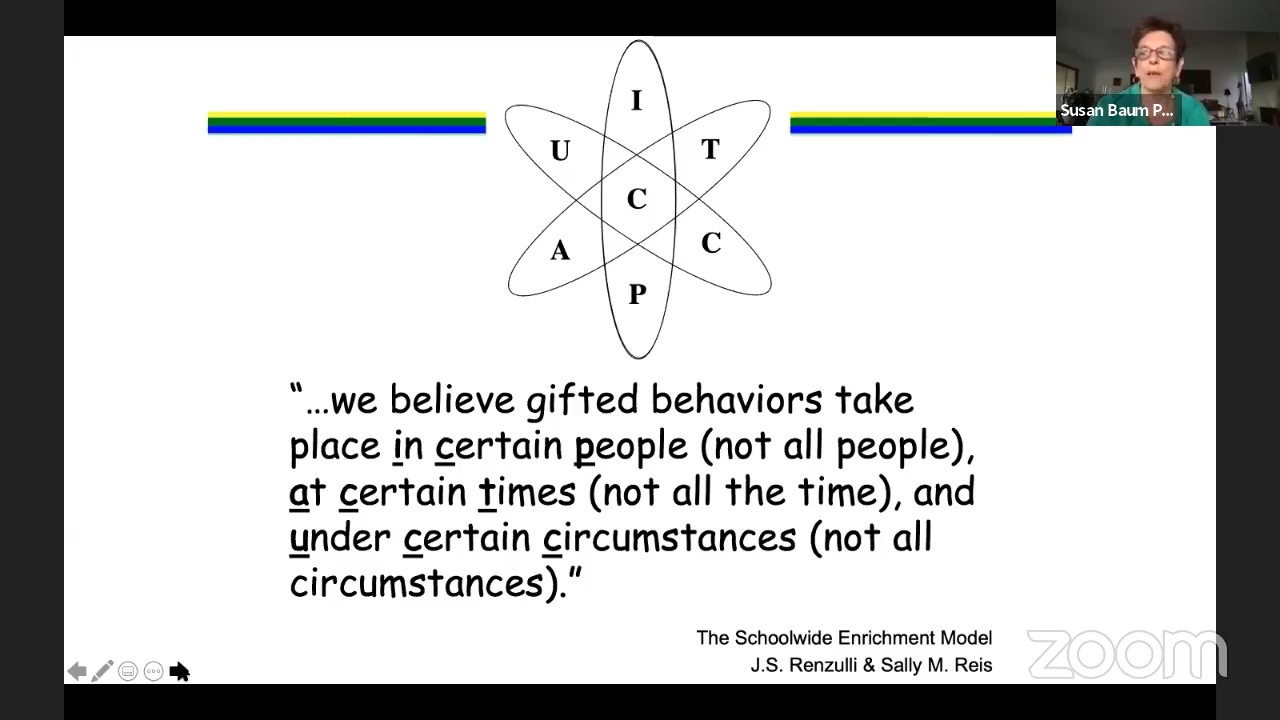 I
U
T
C
A
C
P
Susan Baum P...
“...we believe gifted behaviors take
place in certain people (not all people),
at certain times (not all the time), and
under certain circumstances (not all
circumstances).”
The Schoolwide Enrichment Model
J.S. Renzulli & Sally M. Reis
zoom